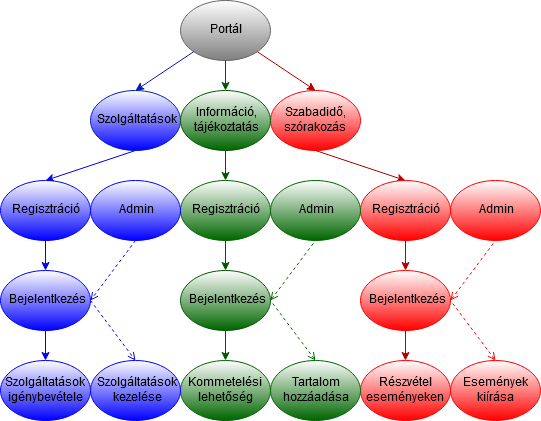 Portál
Szolgáltatások
Információ,
tájékoztatás
Szabadidő,
szórakozás
Regisztráció
Admin
Regisztráció
Admin
Regisztráció
Admin
Bejelentkezés
Bejelentkezés
Bejelentkezés
Szolgáltatások
igénybevétele
Szolgáltatások
kezelése
Kommetelési
lehetőség
Tartalom
hozzáadása
Részvétel
eseményeken
Események
kiírása